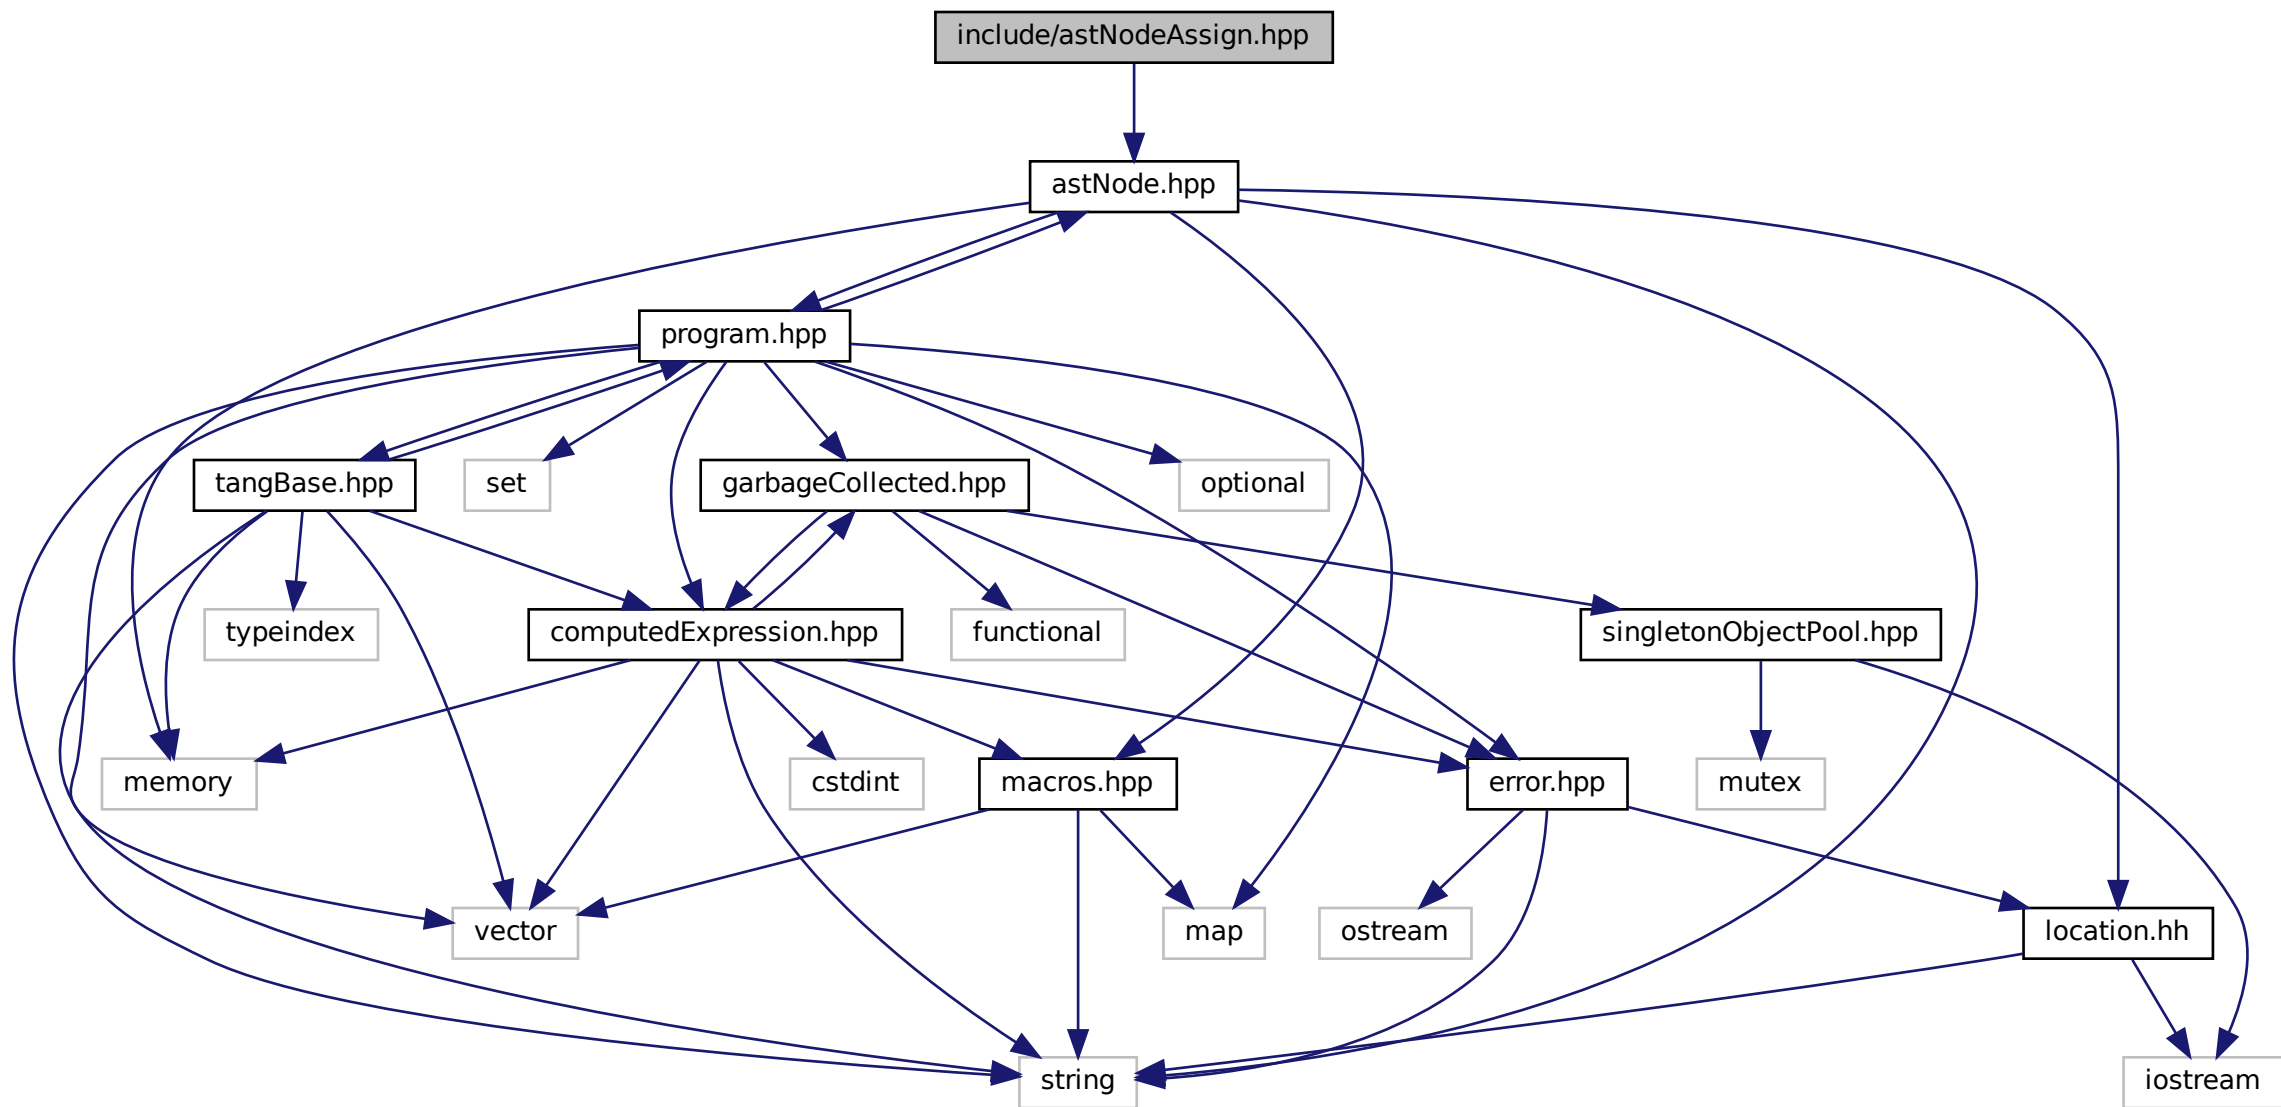 include/astNodeAssign.hpp
astNode.hpp
program.hpp
tangBase.hpp
set
garbageCollected.hpp
optional
typeindex
computedExpression.hpp
functional
singletonObjectPool.hpp
memory
cstdint
macros.hpp
error.hpp
mutex
vector
map
ostream
location.hh
string
iostream